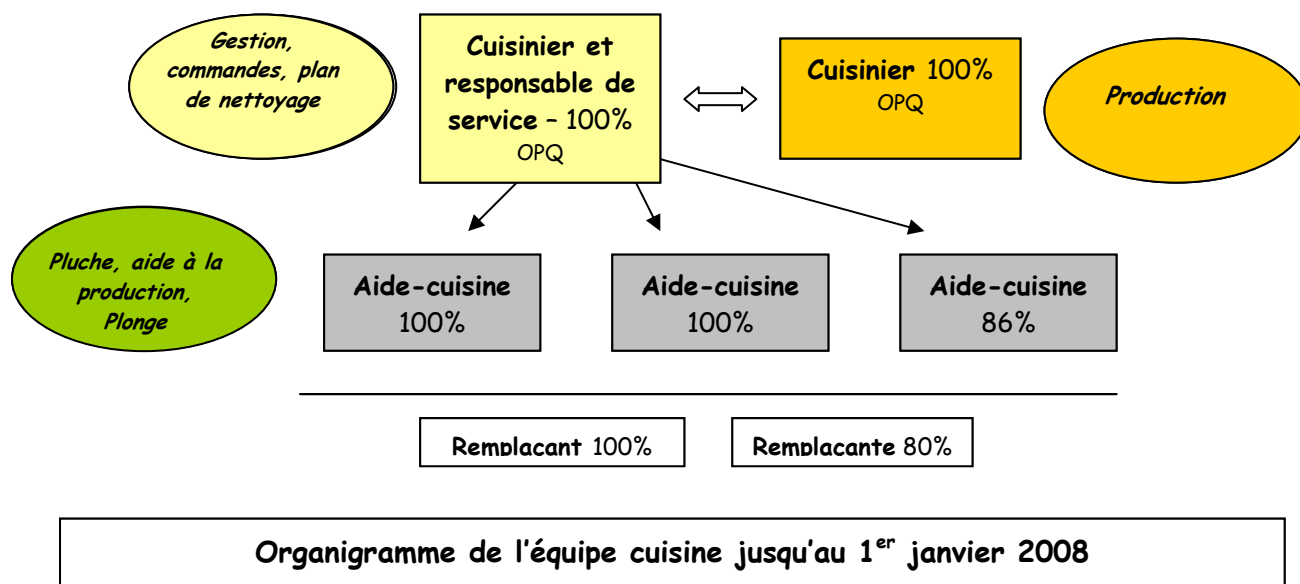 Gestion,
commandes, plan
de nettoyage
Cuisinier et
responsable de
service – 100%
OPQ
Cuisinier 100%
OPQ
Production
Pluche, aide à la
production,
Plonge
Aide-cuisine
100%
Aide-cuisine
100%
Aide-cuisine
86%
Remplaçant 100%
Remplaçante 80%
Organigramme de l'équipe cuisine jusqu'au 1er janvier 2008